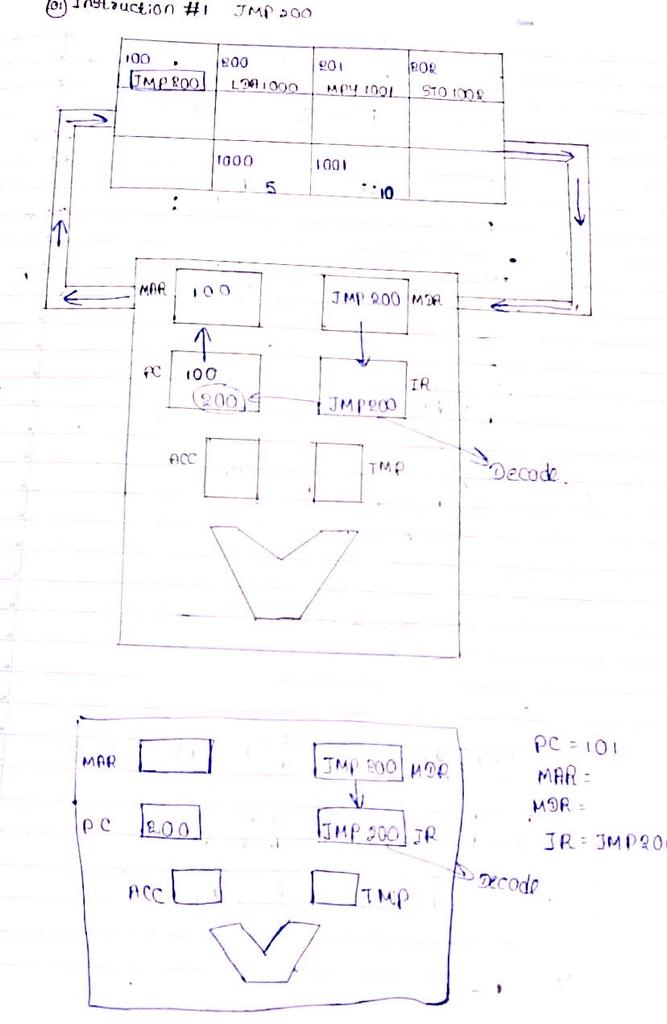 01 Instruction #1 JMP 200
100 200 201 202
JMP 200 LDA 1000 MPY 1001 STO 1002
1000 1001
5 10
MAR 100 JMP 200 MDR
PC 100 IR
200 JMP 200
ACC TMP
Decode.
MAR JMP 200 MDR
PC 200 JMP 200 IR
ACC TMP
Decode
PC = 101
MAR =
MDR =
IR = JMP 20